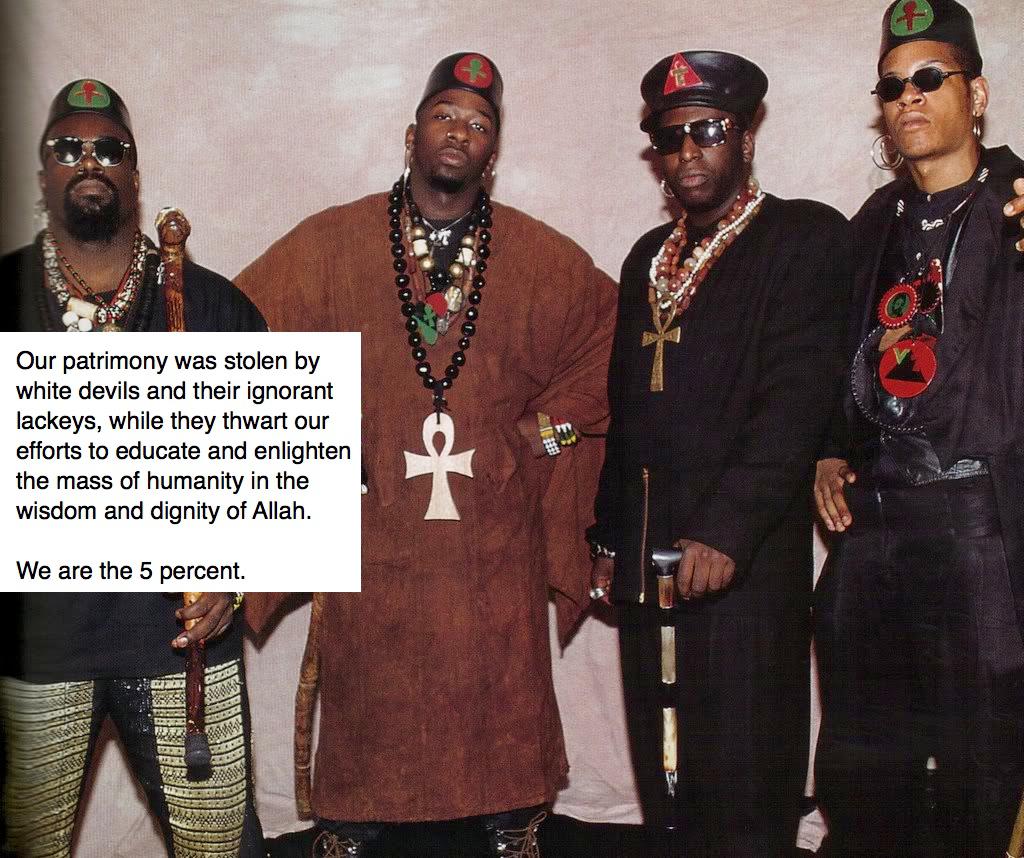 Our patrimony was stolen by
white devils and their ignorant
lackeys, while they thwart our
efforts to educate and enlighten
the mass of humanity in the
wisdom and dignity of Allah.
We are the 5 percent.